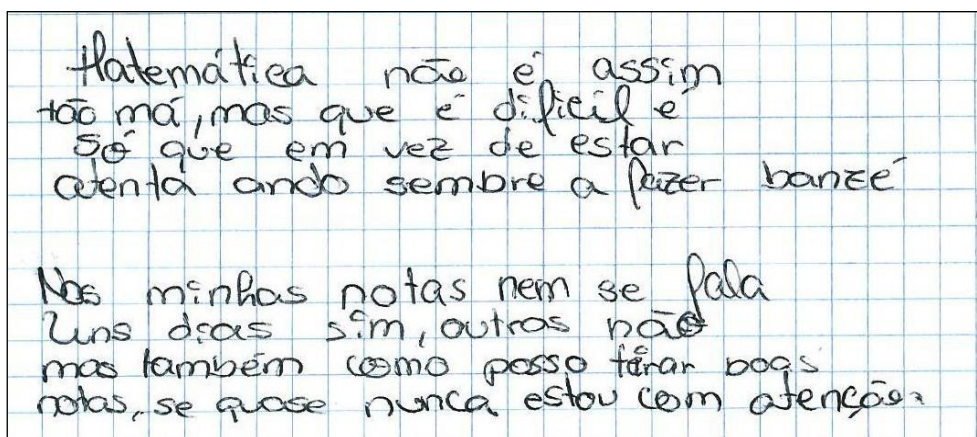 Matemática não é assim
tão má, mas que é dificil é
Só que em vez de estar
atenta ando sembre a fazer banzé
Nas minhas notas nem se fala
Uns dias sim, outros não
mas também como posso tirar boas
notas, se quase nunca estou com atenção.